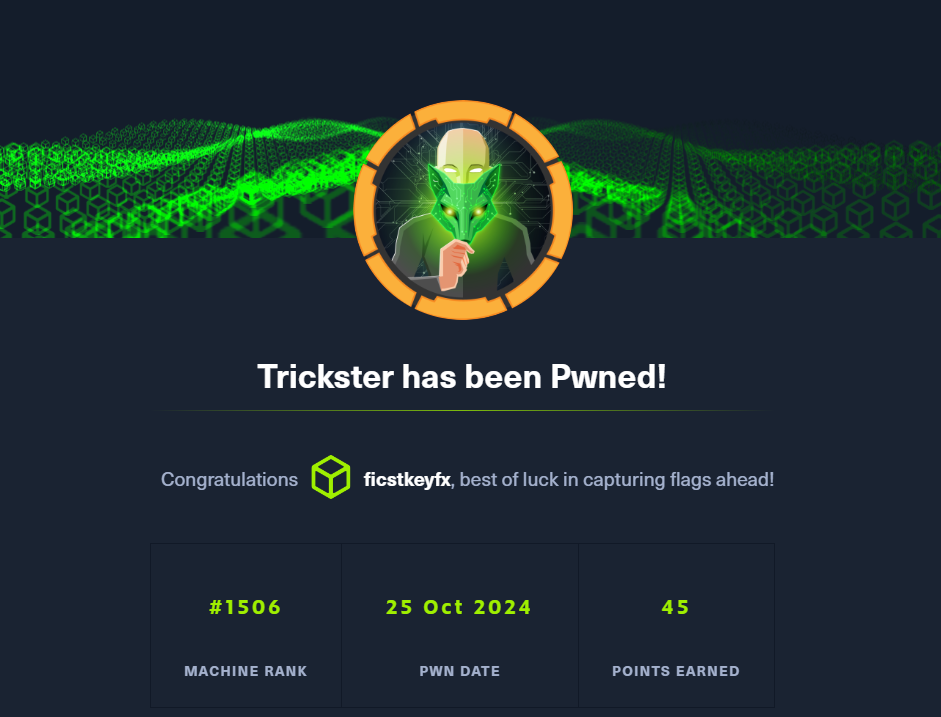 Trickster has been Pwned!
Congratulations ficstkeyfx, best of luck in capturing flags ahead!
#1506
25 Oct 2024
45
MACHINE RANK
PWN DATE
POINTS EARNED